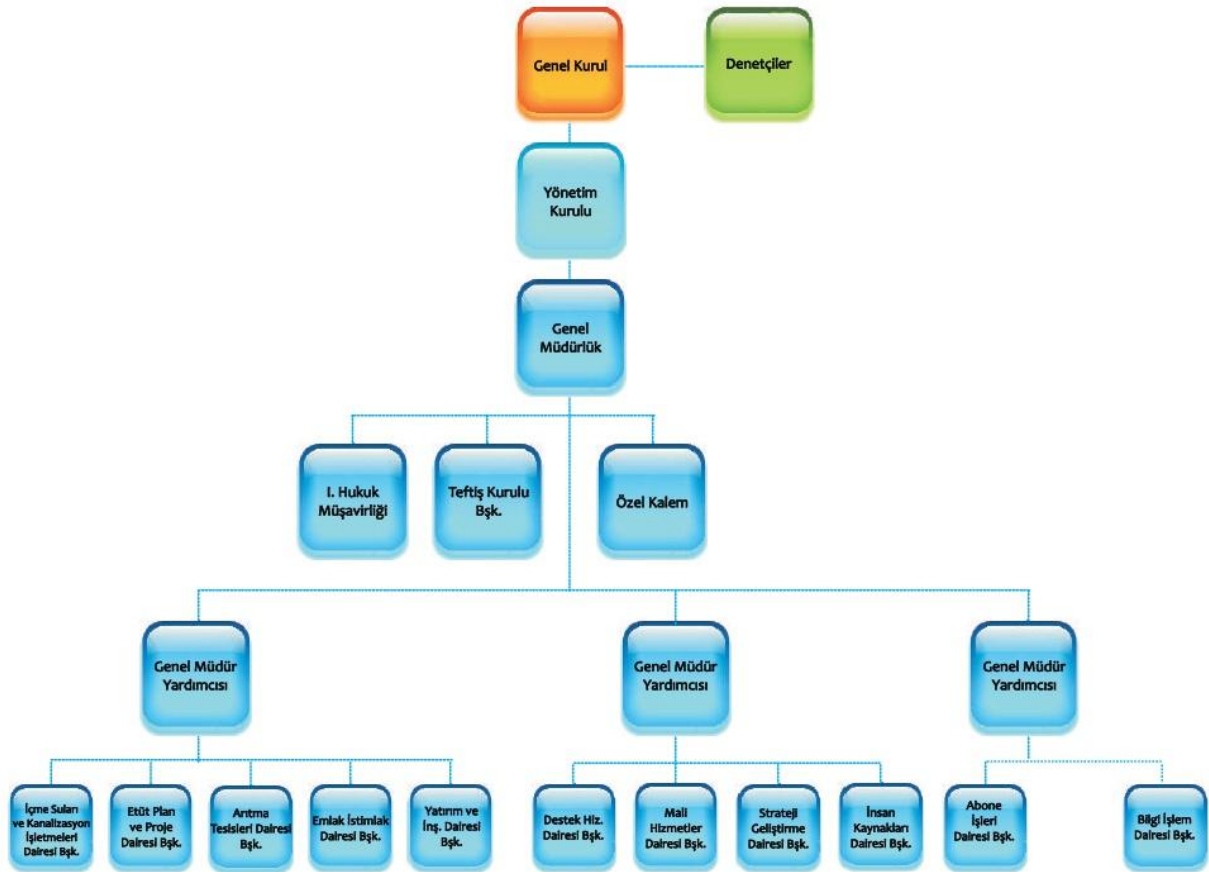 Genel Kurul
Denetçiler
Yönetim
Kurulu
Genel
Müdürlük
I. Hukuk
Müşavirliği
Teftiş Kurulu
Bşk.
Özel Kalem
Genel Müdür
Yardımcısı
Genel Müdür
Yardımcısı
Genel Müdür
Yardımcısı
İçme Suları
ve Kanalizasyon
İşletmeleri
Dairesi Bşk.
Etüt Plan
ve Proje
Dairesi Bşk.
Arıtma
Tesisleri Dairesi
Bşk.
Emlak İstimlak
Dairesi Bşk.
Yatırım ve
İnş. Dairesi
Bşk.
Destek Hiz.
Dairesi Bşk.
Mali
Hizmetler
Dairesi Bşk.
Strateji
Geliştirme
Dairesi Bşk.
İnsan
Kaynakları
Dairesi Bşk.
Abone
İşleri
Dairesi Bşk.
Bilgi İşlem
Dairesi Bşk.